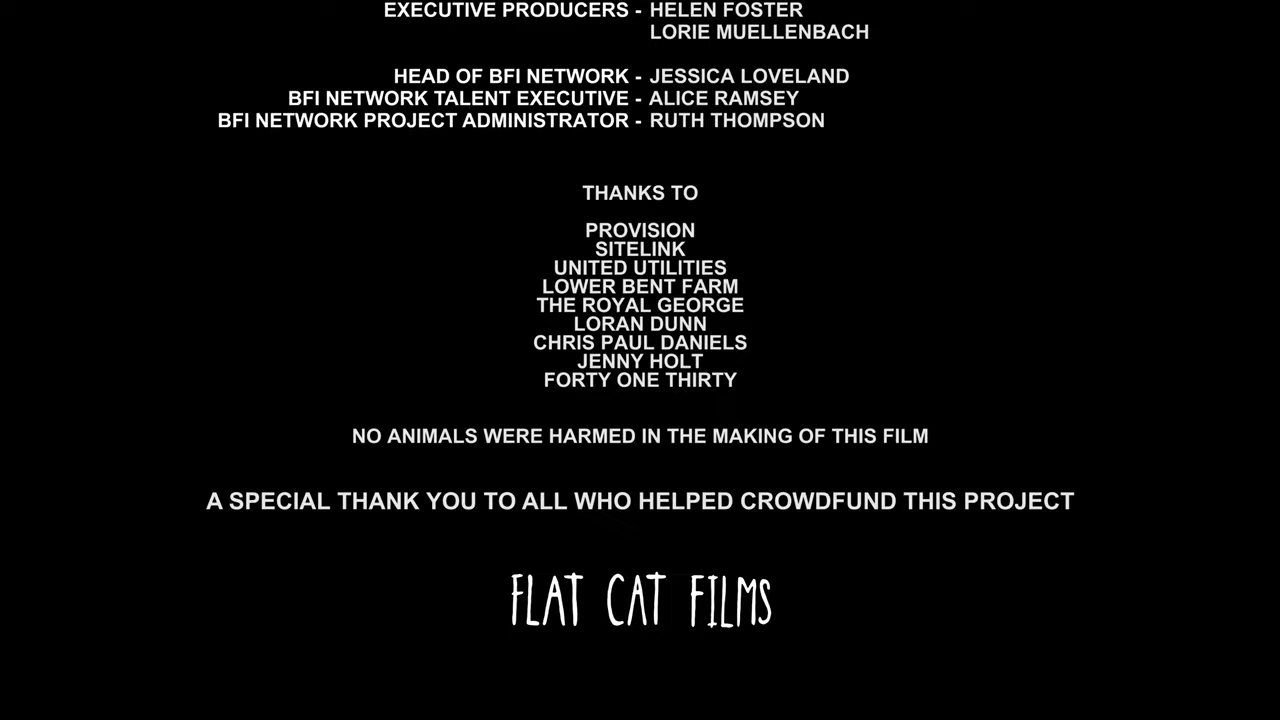 EXECUTIVE PRODUCERS - HELEN FOSTER
LORIE MUELLENBACH
HEAD OF BFI NETWORK - JESSICA LOVELAND
BFI NETWORK TALENT EXECUTIVE - ALICE RAMSEY
BFI NETWORK PROJECT ADMINISTRATOR - RUTH THOMPSON
THANKS TO
PROVISION
SITELINK
UNITED UTILITIES
LOWER BENT FARM
THE ROYAL GEORGE
LORAN DUNN
CHRIS PAUL DANIELS
JENNY HOLT
FORTY ONE THIRTY
NO ANIMALS WERE HARMED IN THE MAKING OF THIS FILM
A SPECIAL THANK YOU TO ALL WHO HELPED CROWDFUND THIS PROJECT
FLAT CAT FILMS